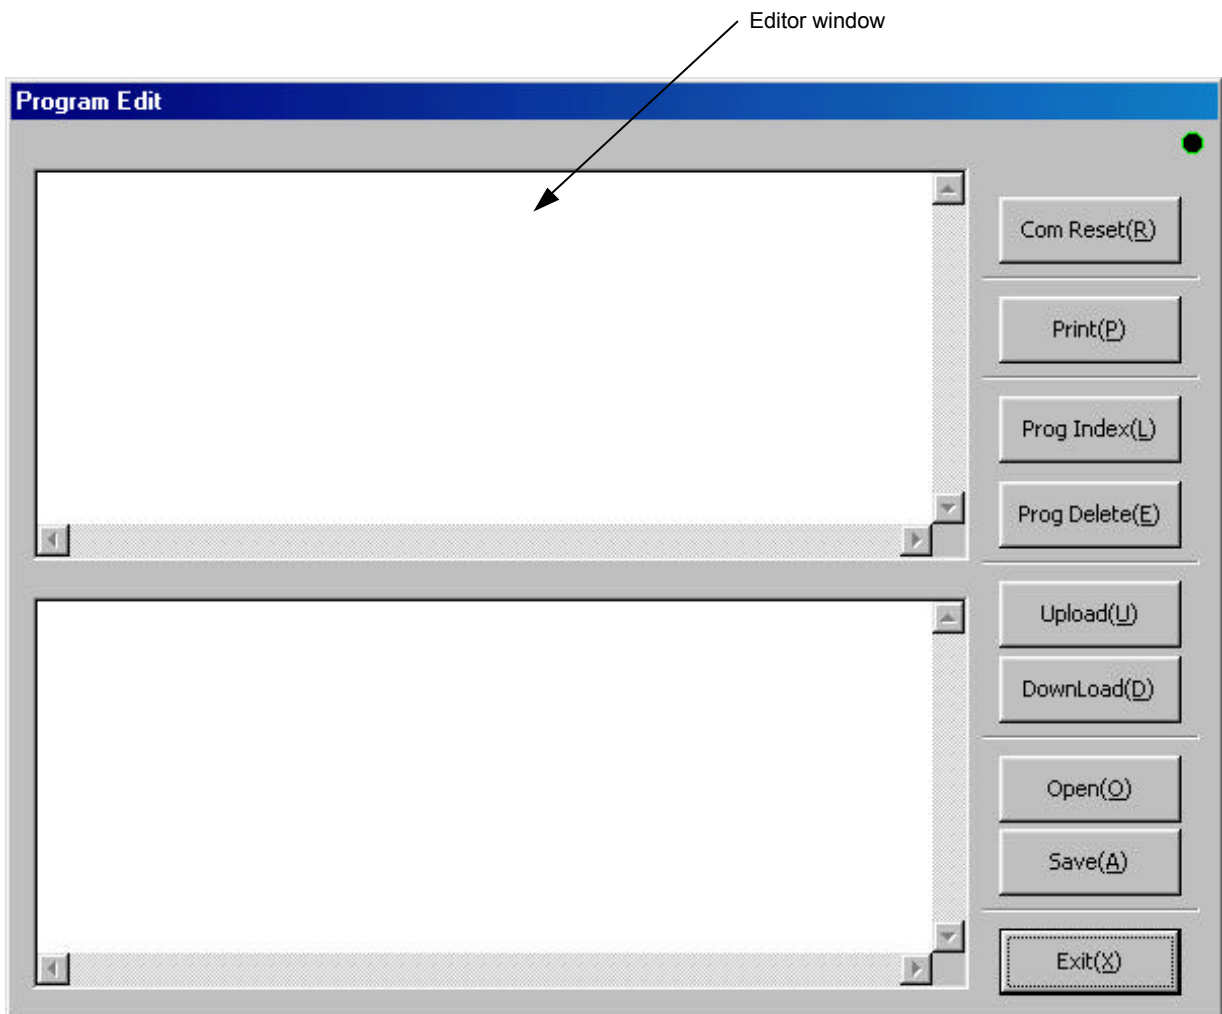 Editor window
Program Edit
Com Reset(R)
Print(P)
Prog Index(L)
Prog Delete(E)
Upload(U)
DownLoad(D)
Open(O)
Save(A)
Exit(X)